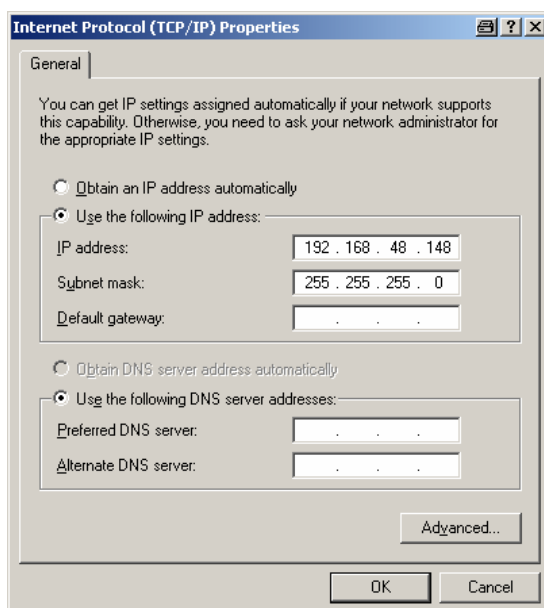 Internet Protocol (TCP/IP) Properties
General
You can get IP settings assigned automatically if your network supports
this capability. Otherwise, you need to ask your network administrator for
the appropriate IP settings.
Obtain an IP address automatically
Use the following IP address:
IP address: 192 . 168 . 48 . 148
Subnet mask: 255 . 255 . 255 . 0
Default gateway: . . .
Obtain DNS server address automatically
Use the following DNS server addresses:
Preferred DNS server: . . .
Alternate DNS server: . . .
Advanced...
OK Cancel